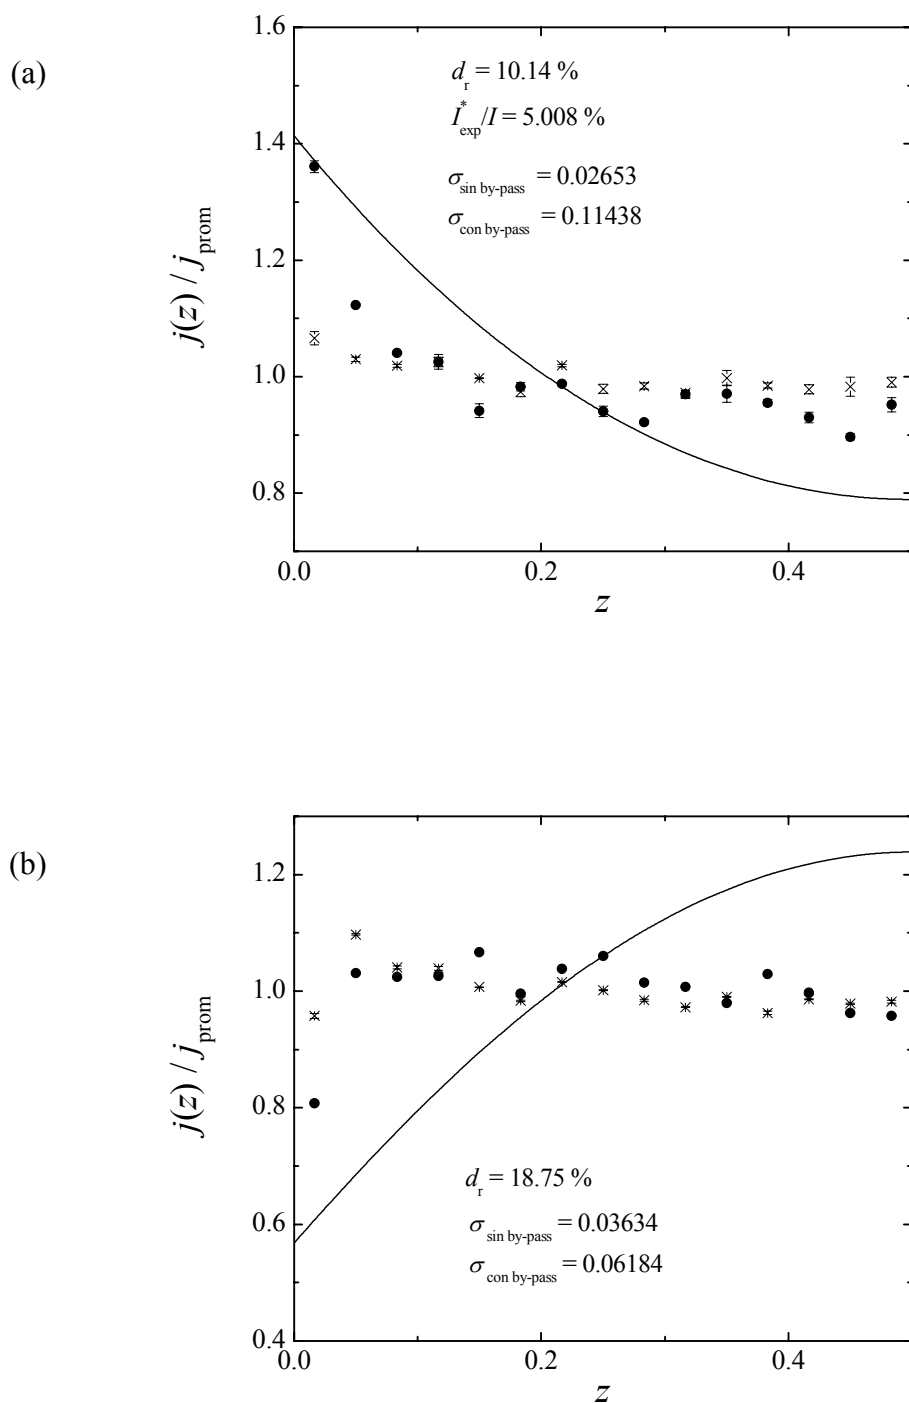 (a)
1.6
1.4
1.2
1.0
0.8
j(z) / j_prom
d_r = 10.14 %
I*_exp/I = 5.008 %
σ_sin by-pass = 0.02653
σ_con by-pass = 0.11438
0.0 0.2 0.4
z
(b)
1.2
1.0
0.8
0.6
0.4
j(z) / j_prom
d_r = 18.75 %
σ_sin by-pass = 0.03634
σ_con by-pass = 0.06184
0.0 0.2 0.4
z